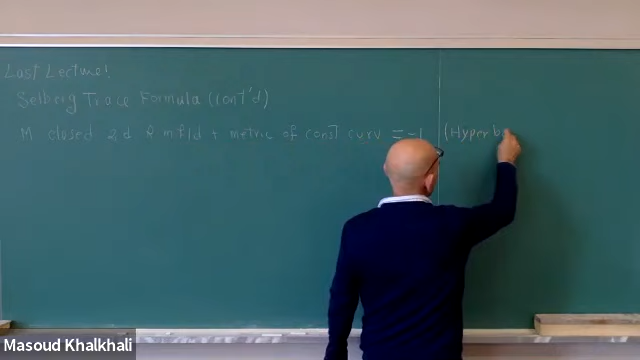 Last Lecture!
Selberg Trace Formula (cont'd)
M closed 2d R mfld + metric of const curv = -1 (Hyperb
Masoud Khalkhali